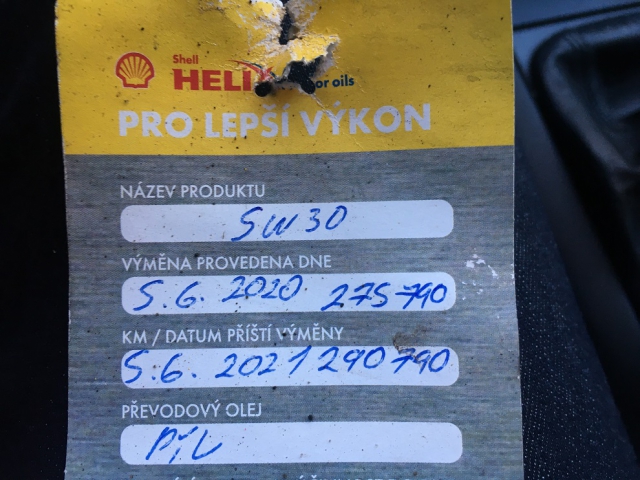 Shell
HELIX or oils
PRO LEPŠÍ VÝKON
NÁZEV PRODUKTU
5W30
VÝMĚNA PROVEDENA DNE
5.6. 2020 275790
KM / DATUM PŘÍŠTÍ VÝMĚNY
5.6. 2021 290790
PŘEVODOVÝ OLEJ